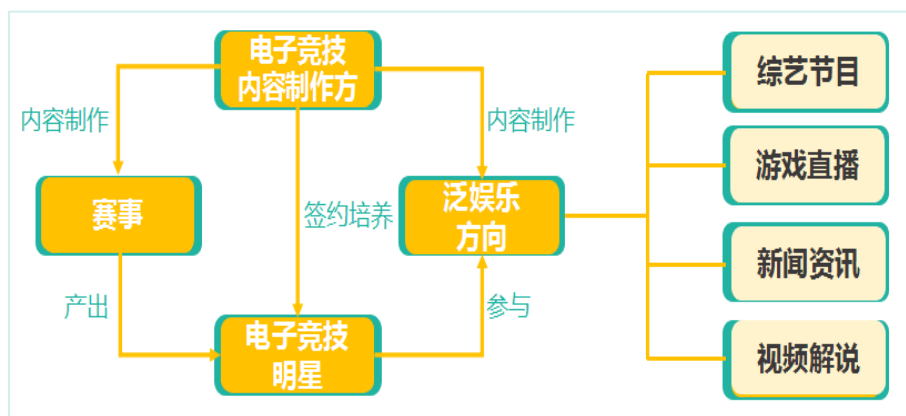 电子竞技
内容制作方
内容制作
内容制作
赛事
签约培养
泛娱乐
方向
产出
参与
电子竞技
明星
综艺节目
游戏直播
新闻资讯
视频解说